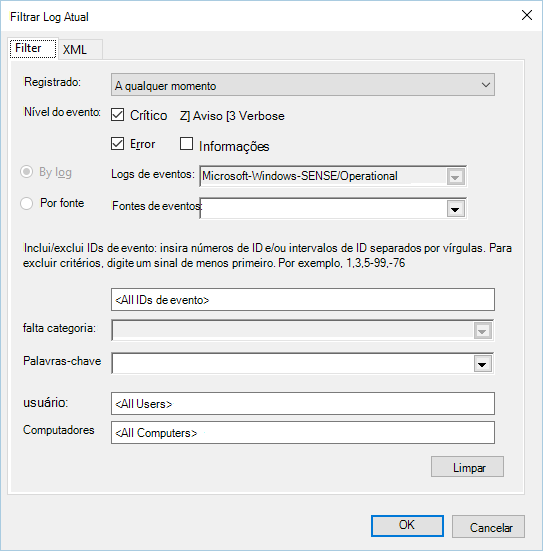 Filtrar Log Atual
Filter XML
Registrado: A qualquer momento
Nível do evento: Crítico Z] Aviso [3 Verbose
Error Informações
By log Logs de eventos: Microsoft-Windows-SENSE/Operational
Por fonte Fontes de eventos:
Inclui/exclui IDs de evento: insira números de ID e/ou intervalos de ID separados por vírgulas. Para
excluir critérios, digite um sinal de menos primeiro. Por exemplo, 1,3,5-99,-76
<All IDs de evento>
falta categoria:
Palavras-chave
usuário: <All Users>
Computadores <All Computers>
Limpar
OK Cancelar